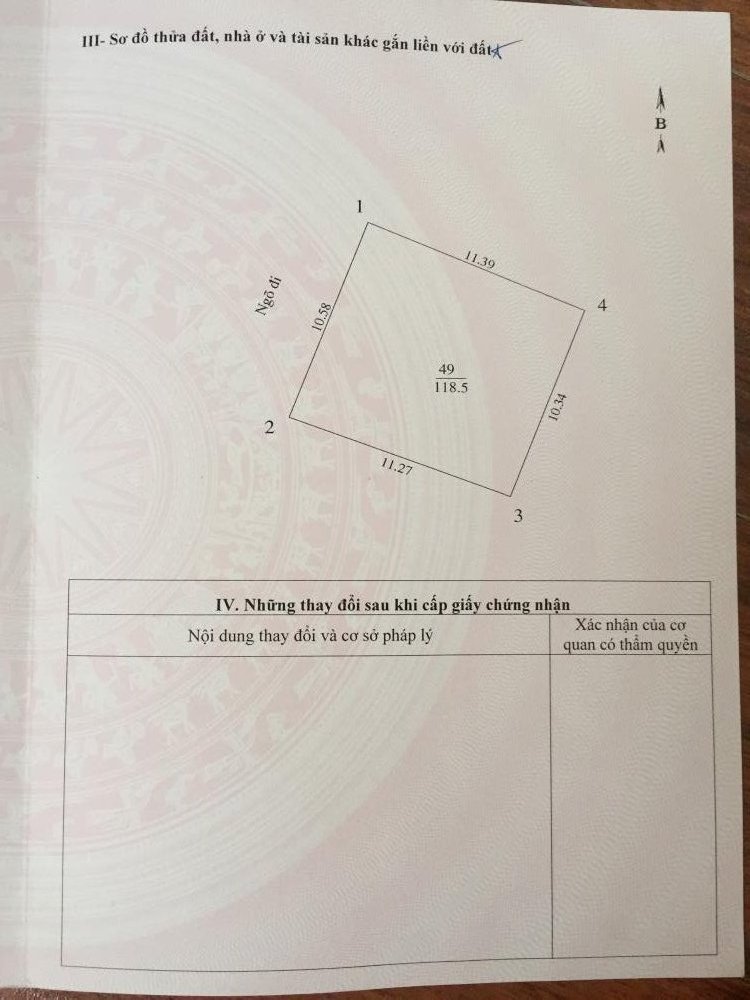 III- Sơ đồ thửa đất, nhà ở và tài sản khác gắn liền với đất
B
1
11.39
4
Ngõ đi
10.58
49
118.5
10.34
2
11.27
3
IV. Những thay đổi sau khi cấp giấy chứng nhận
Nội dung thay đổi và cơ sở pháp lý
Xác nhận của cơ
quan có thẩm quyền